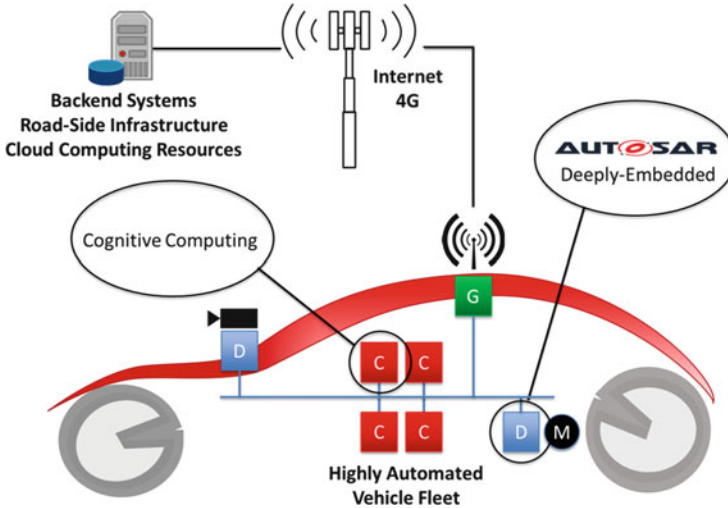 Backend Systems
Road-Side Infrastructure
Cloud Computing Resources
Internet
4G
AUTOSAR
Deeply-Embedded
Cognitive Computing
G
D
C C
C C
D M
Highly Automated
Vehicle Fleet